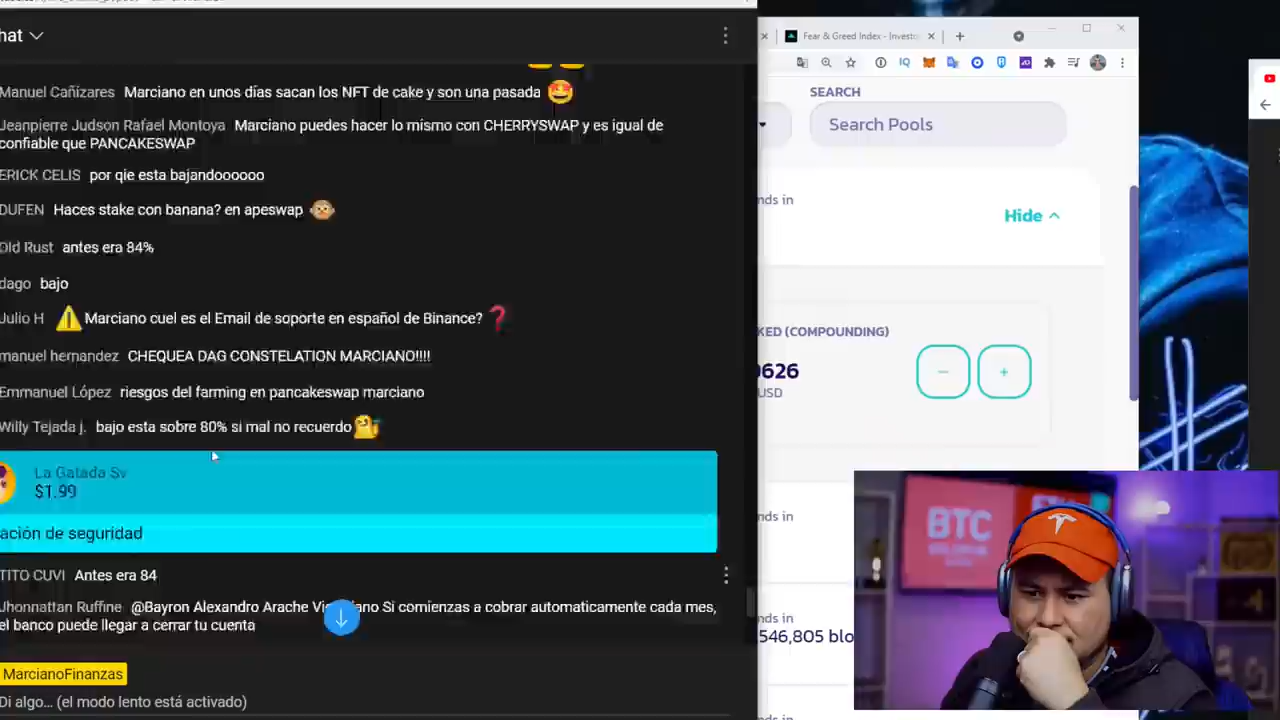 hat
Manuel Cañizares Marciano en unos días sacan los NFT de cake y son una pasada
Jeanpierre Judson Rafael Montoya Marciano puedes hacer lo mismo con CHERRYSWAP y es igual de
confiable que PANCAKESWAP
ERICK CELIS por qie esta bajandoooooo
DUFEN Haces stake con banana? en apeswap
Old Rust antes era 84%
dago bajo
Julio H Marciano cuel es el Email de soporte en español de Binance?
manuel hernandez CHEQUEA DAG CONSTELATION MARCIANO!!!!
Emmanuel López riesgos del farming en pancakeswap marciano
Willy Tejada j. bajo esta sobre 80% si mal no recuerdo
La Gatada Sv
$1.99
ación de seguridad
TITO CUVI Antes era 84
Jhonnattan Ruffine @Bayron Alexandro Arache ano Si comienzas a cobrar automaticamente cada mes,
el banco puede llegar a cerrar tu cuenta
MarcianoFinanzas
Di algo... (el modo lento está activado)
Fear & Greed Index - Investo
SEARCH
Search Pools
nds in
Hide
KED (COMPOUNDING)
9626
USD
nds in
nds in
546,805 blo
nds in
BTC